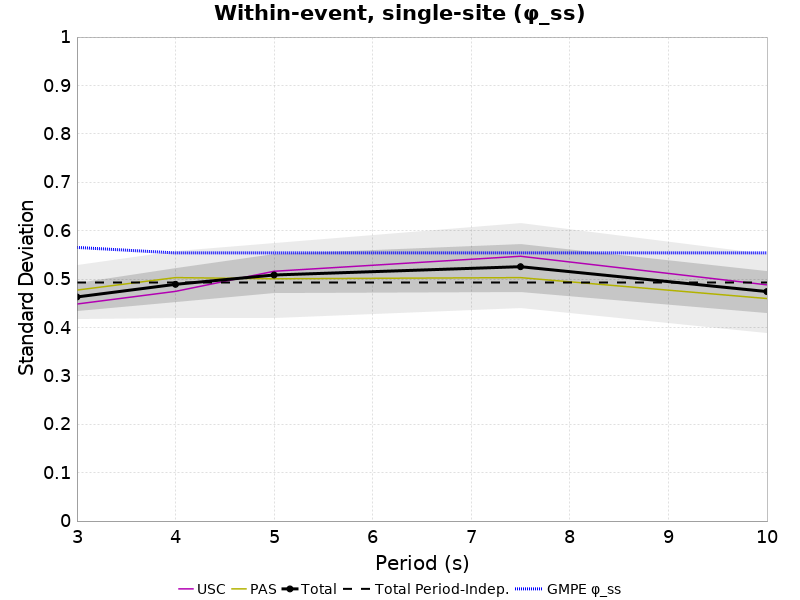 Within-event, single-site (φ_ss)
1
0.9
0.8
0.7
0.6
0.5
0.4
0.3
0.2
0.1
0
Standard Deviation
3 4 5 6 7 8 9 10
Period (s)
USC PAS Total Total Period-Indep. GMPE φ_ss